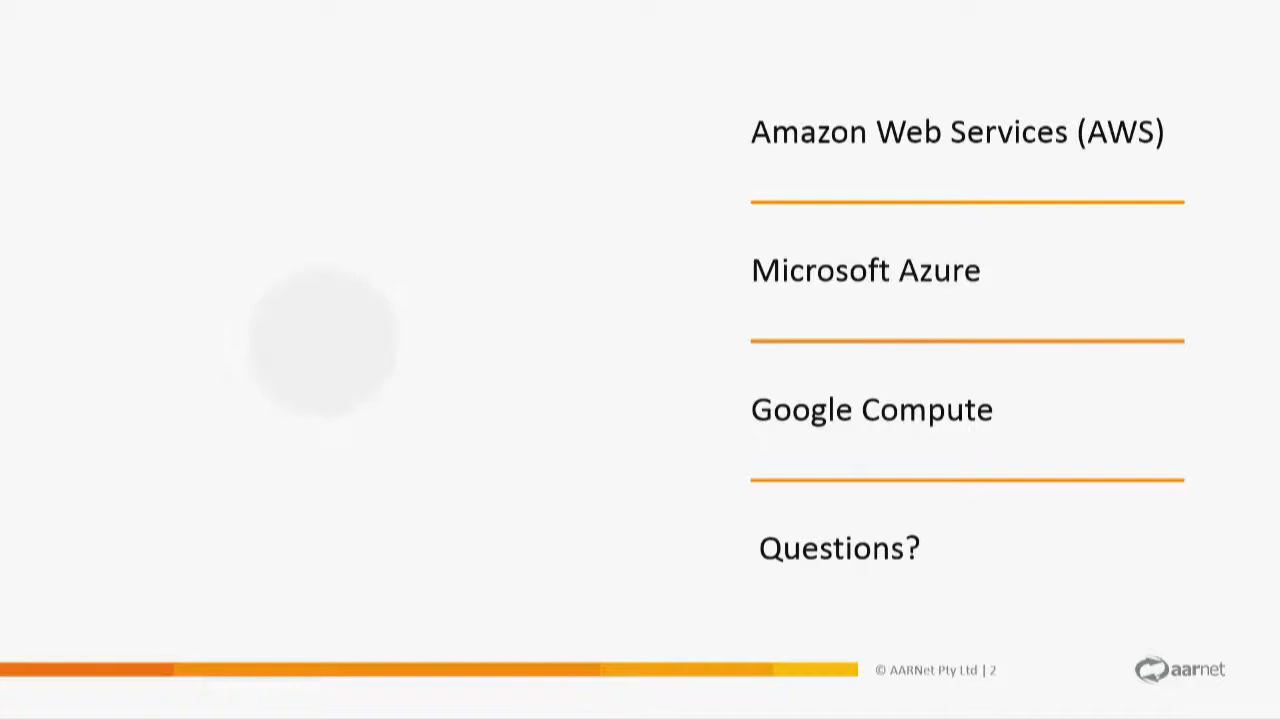 Amazon Web Services (AWS)
Microsoft Azure
Google Compute
Questions?
© AARNet Pty Ltd | 2
aarnet